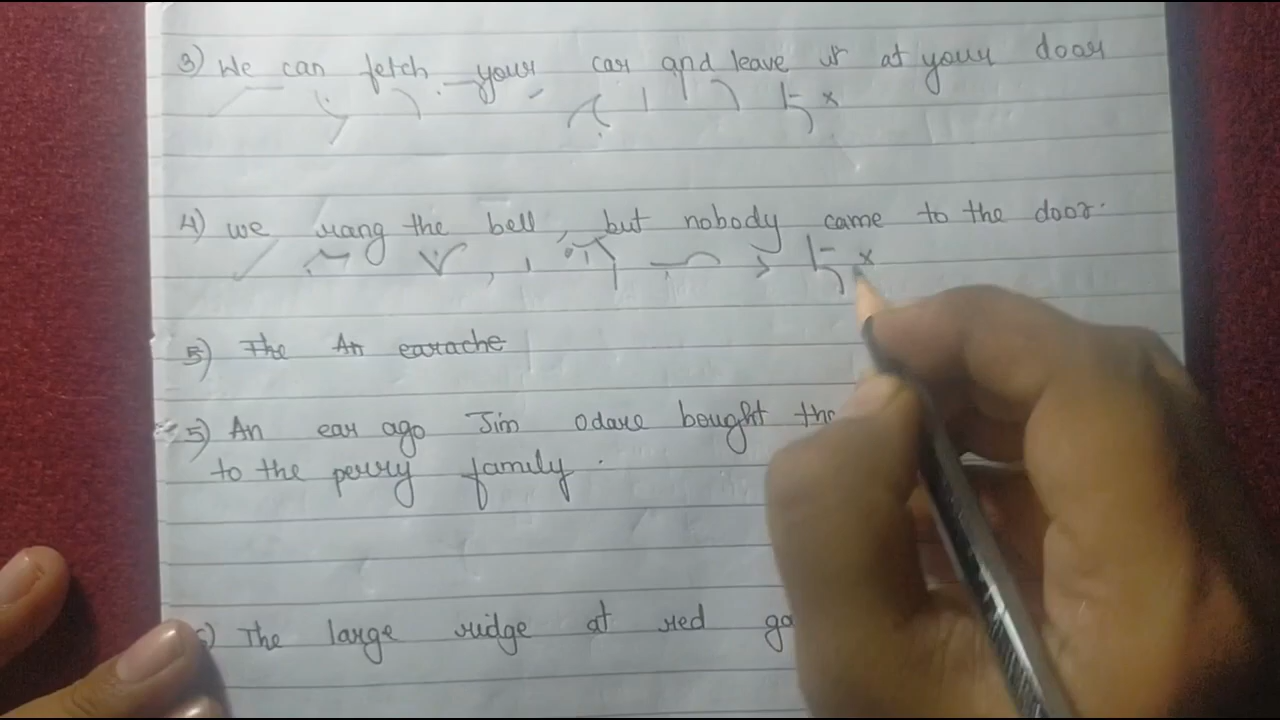 3) We can fetch your car and leave it at your door
4) we rang the bell, but nobody came to the door.
5) The An earache
5) An ear ago Jim Odare bought the
to the perry family.
The large ridge at red